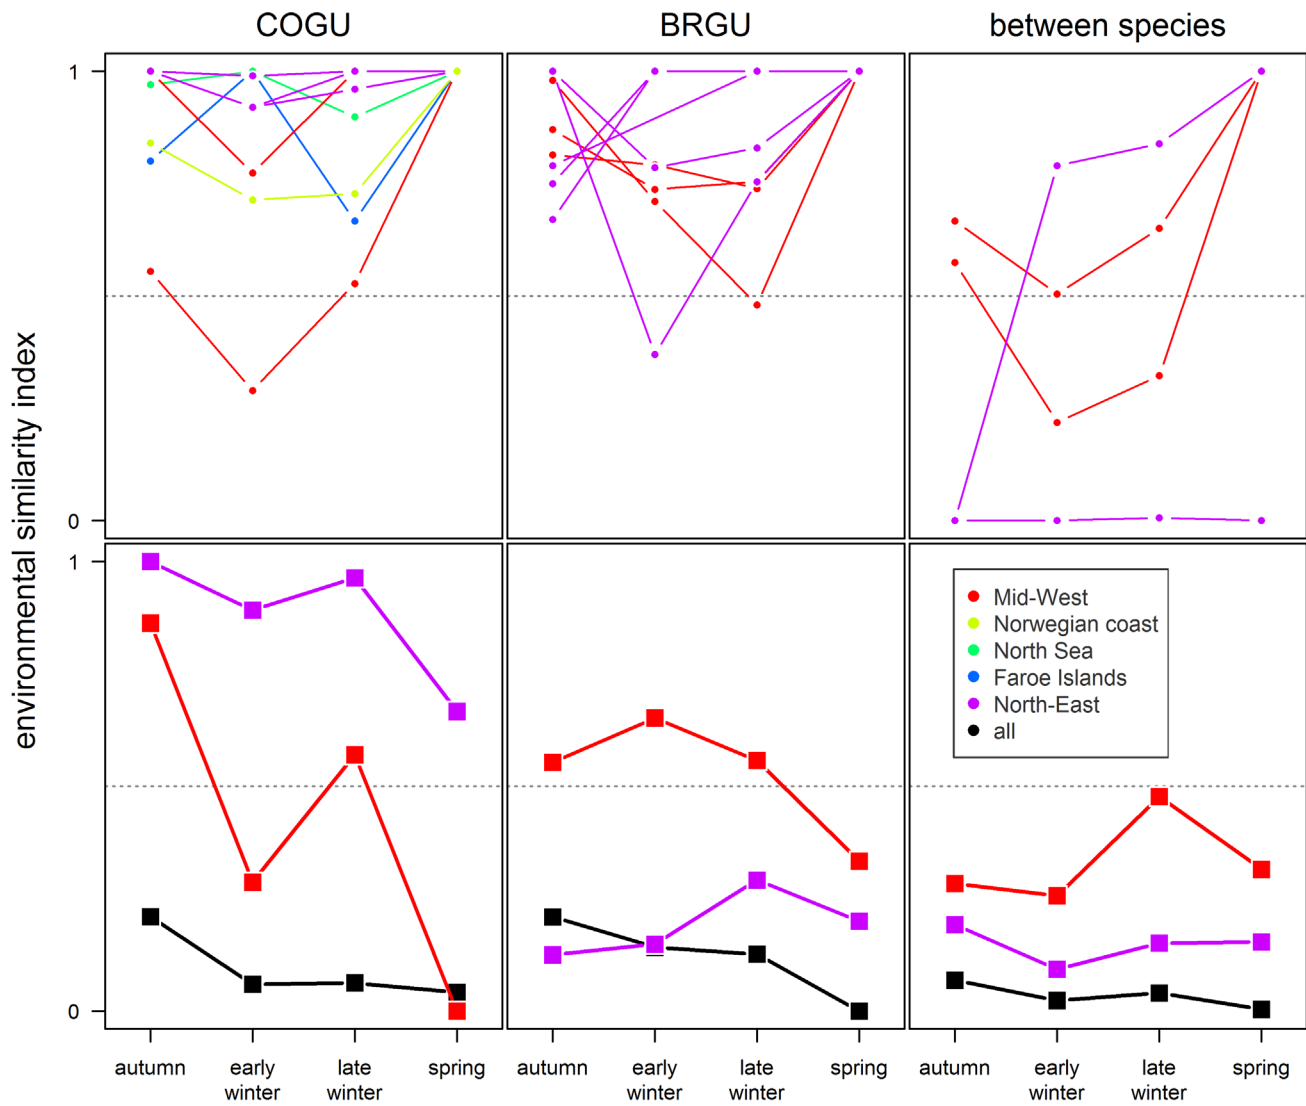 COGU
BRGU
between species
environmental similarity index
1
0
1
0
Mid-West
Norwegian coast
North Sea
Faroe Islands
North-East
all
autumn
early
winter
late
winter
spring
autumn
early
winter
late
winter
spring
autumn
early
winter
late
winter
spring